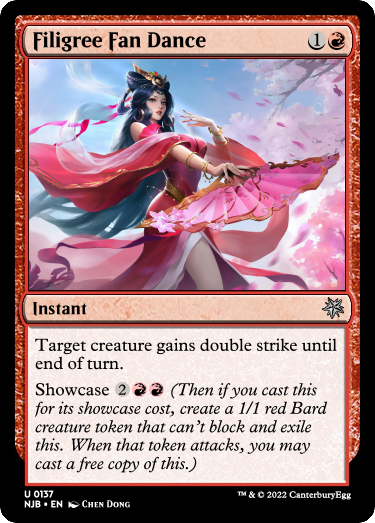 Filigree Fan Dance 1
Instant
Target creature gains double strike until
end of turn.
Showcase 2 (Then if you cast this
for its showcase cost, create a 1/1 red Bard
creature token that can't block and exile
this. When that token attacks, you may
cast a free copy of this.)
U 0137
NJB • EN Chen Dong
™ & © 2022 CanterburyEgg